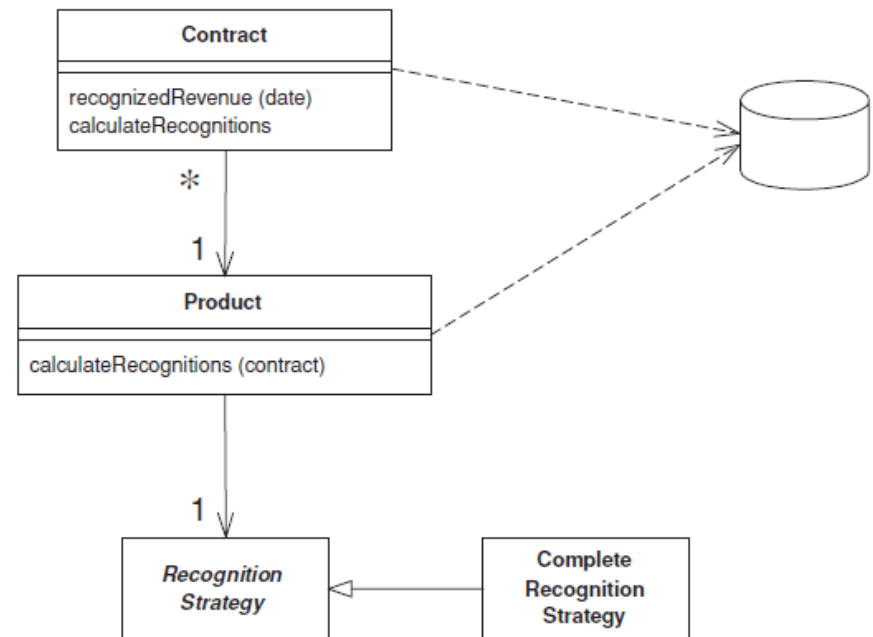 Contract
recognizedRevenue (date)
calculateRecognitions
*
1
Product
calculateRecognitions (contract)
1
Recognition
Strategy
Complete
Recognition
Strategy